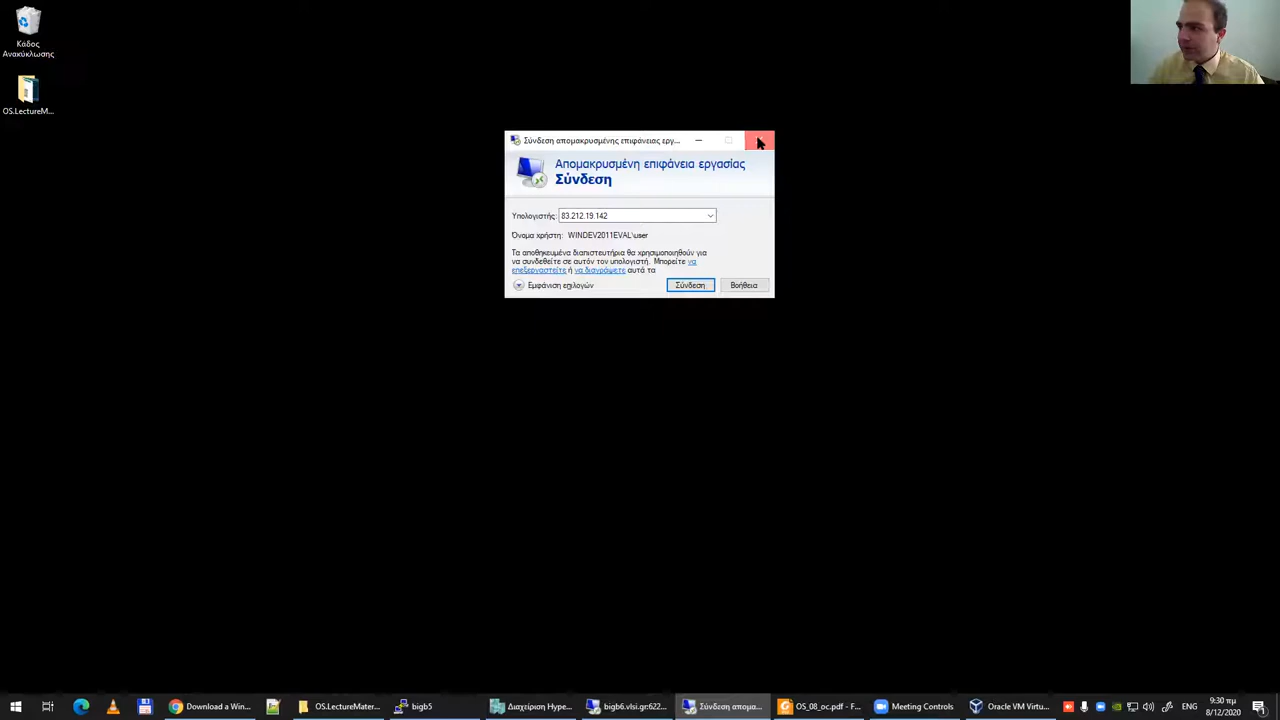 Κάδος
Ανακύκλωσης
OS.LectureM...
Σύνδεση απομακρυσμένης επιφάνειας εργ...
Απομακρυσμένη επιφάνεια εργασίας
Σύνδεση
Υπολογιστής: 83.212.19.142
Όνομα χρήστη: WINDEV2011EVAL\user
Τα αποθηκευμένα διαπιστευτήρια θα χρησιμοποιηθούν για
να συνδεθείτε σε αυτόν τον υπολογιστή. Μπορείτε να
επεξεργαστείτε ή να διαγράψετε αυτά τα
Εμφάνιση επιλογών Σύνδεση Βοήθεια
Download a Win... OS.LectureMater... bigb5 Διαχείριση Hype... bigb6.vlsi.gr:622... Σύνδεση απομα... OS_08_oc.pdf - F... Meeting Controls Oracle VM Virtu... ENG 9:30 πμ
8/12/2020
1